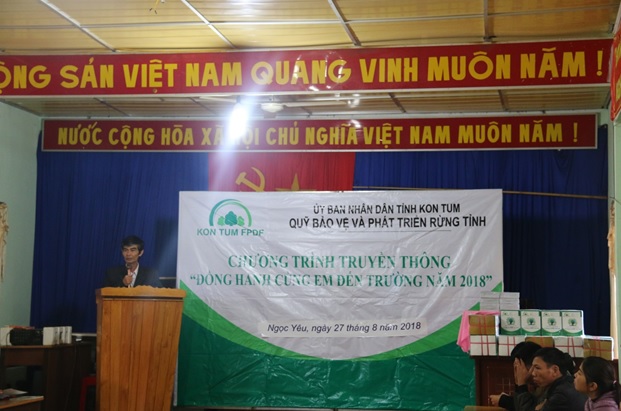 ỘNG SẢN VIỆT NAM QUANG VINH MUÔN NĂM !
NƯỚC CỘNG HÒA XÃ HỘI CHỦ NGHĨA VIỆT NAM MUÔN NĂM !
KON TUM FPDF
ỦY BAN NHÂN DÂN TỈNH KON TUM
QUỸ BẢO VỆ VÀ PHÁT TRIỂN RỪNG TỈNH
CHƯƠNG TRÌNH TRUYỀN THÔNG
“ĐỒNG HÀNH CÙNG EM ĐẾN TRƯỜNG NĂM 2018”
Ngọc Yêu, ngày 27 tháng 8 năm 2018